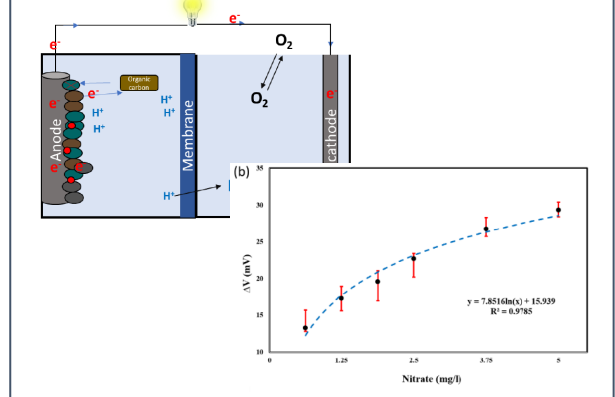 e-
e-
O2
Organic
carbon
e-
e-
H+
O2
e-
H+
H+
H+
Anode
Membrane
cathode
e-
e-
H+
(b)
35
30
25
20
15
10
ΔV (mV)
y = 7.8516ln(x) + 15.939
R² = 0.9785
1.25
2.5
3.75
5
Nitrate (mg/l)